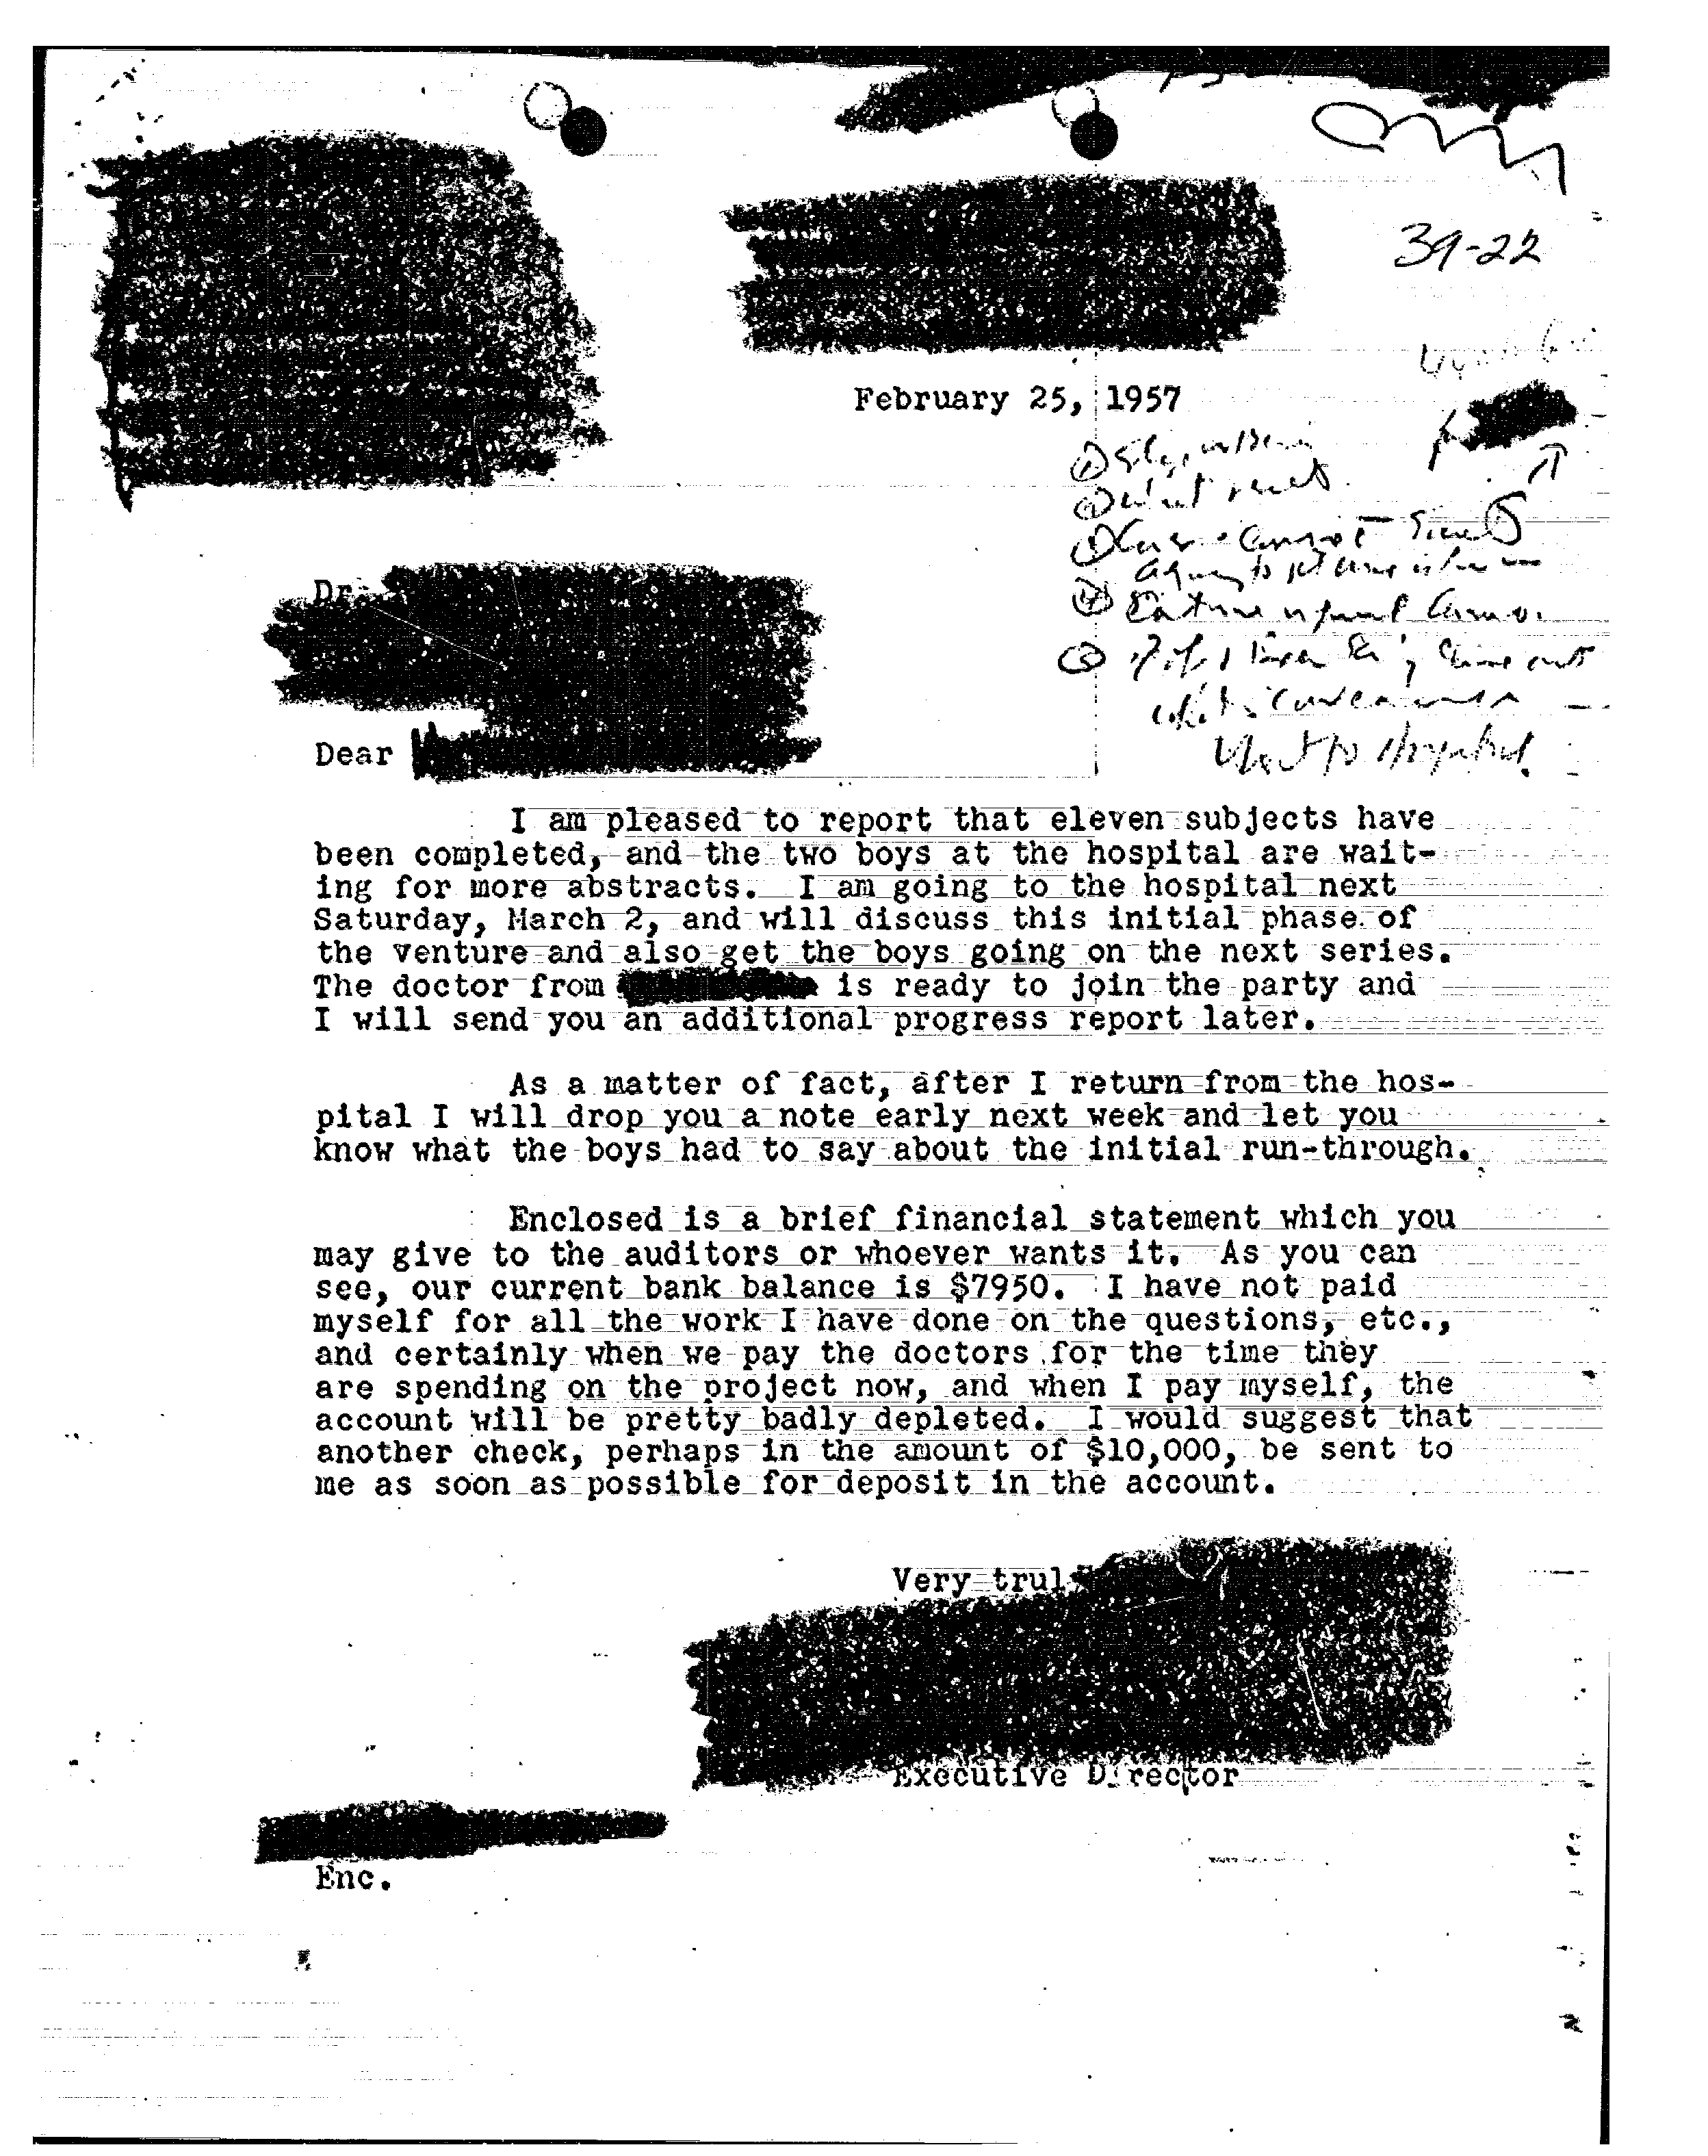 39-22
February 25, 1957
Dr.
Dear
I am pleased to report that eleven subjects have
been completed, and the two boys at the hospital are wait-
ing for more abstracts. I am going to the hospital next
Saturday, March 2, and will discuss this initial phase of
the venture and also get the boys going on the next series.
The doctor from is ready to join the party and
I will send you an additional progress report later.
As a matter of fact, after I return from the hos-
pital I will drop you a note early next week and let you
know what the boys had to say about the initial run-through.
Enclosed is a brief financial statement which you
may give to the auditors or whoever wants it. As you can
see, our current bank balance is $7950. I have not paid
myself for all the work I have done on the questions, etc.,
and certainly when we pay the doctors for the time they
are spending on the project now, and when I pay myself, the
account will be pretty badly depleted. I would suggest that
another check, perhaps in the amount of $10,000, be sent to
me as soon as possible for deposit in the account.
Very trul
Executive Director
Enc.